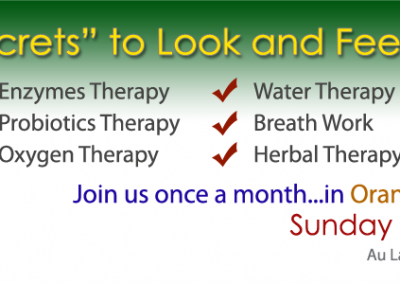 crets” to Look and Fee
Enzymes Therapy ✓ Water Therapy
Probiotics Therapy ✓ Breath Work
Oxygen Therapy ✓ Herbal Therapy
Join us once a month...in Oran
Sunday
Au La